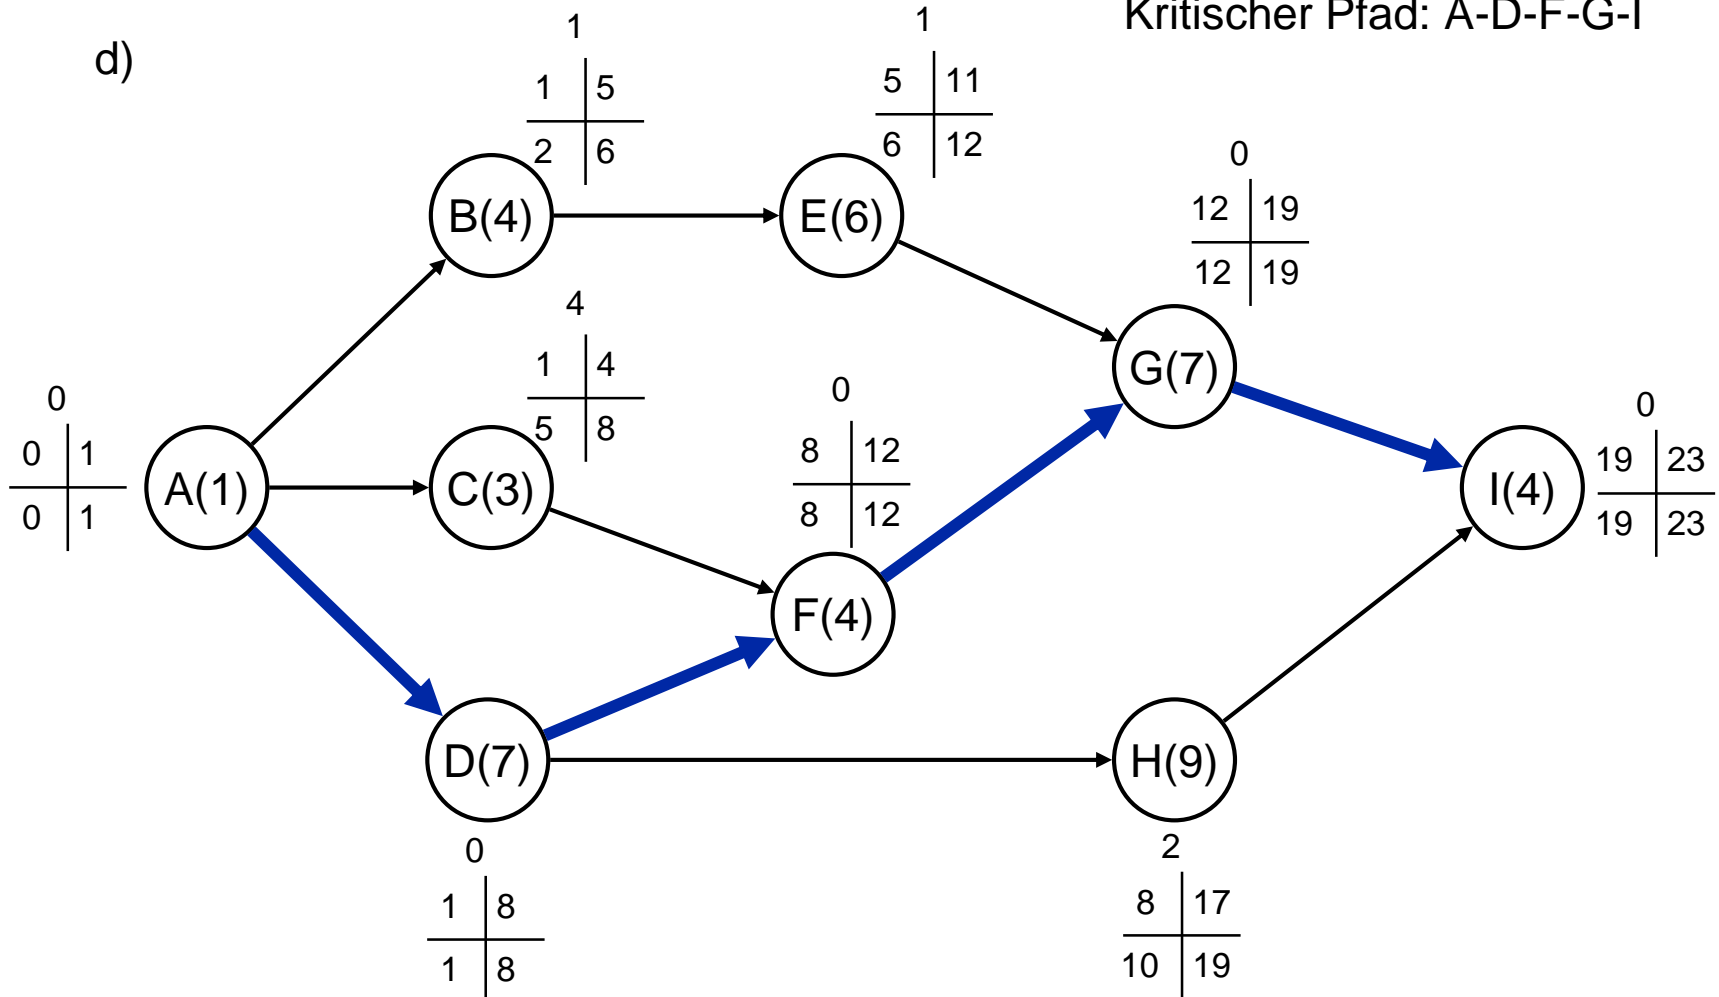 Kritischer Pfad: A-D-F-G-I
d)
1
1 5
2 6
B(4)
1
5 11
6 12
E(6)
0
12 19
12 19
G(7)
4
1 4
5 8
C(3)
0
0 1
0 1
A(1)
0
8 12
8 12
F(4)
0
19 23
19 23
I(4)
D(7)
0
1 8
1 8
H(9)
2
8 17
10 19